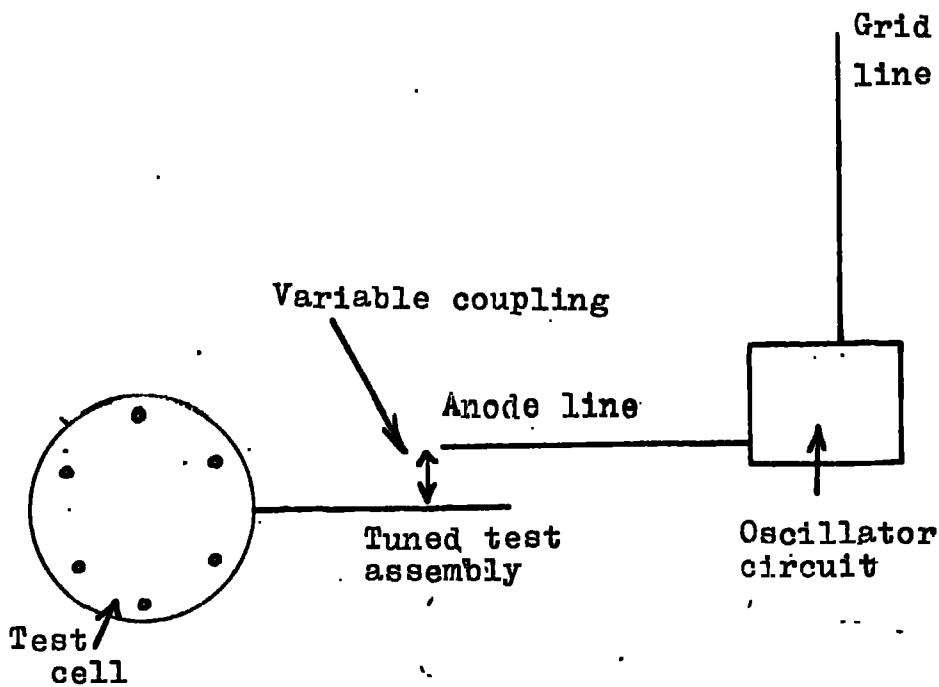 Grid
line
Variable coupling
Anode line
Tuned test
assembly
Oscillator
circuit
Test
cell